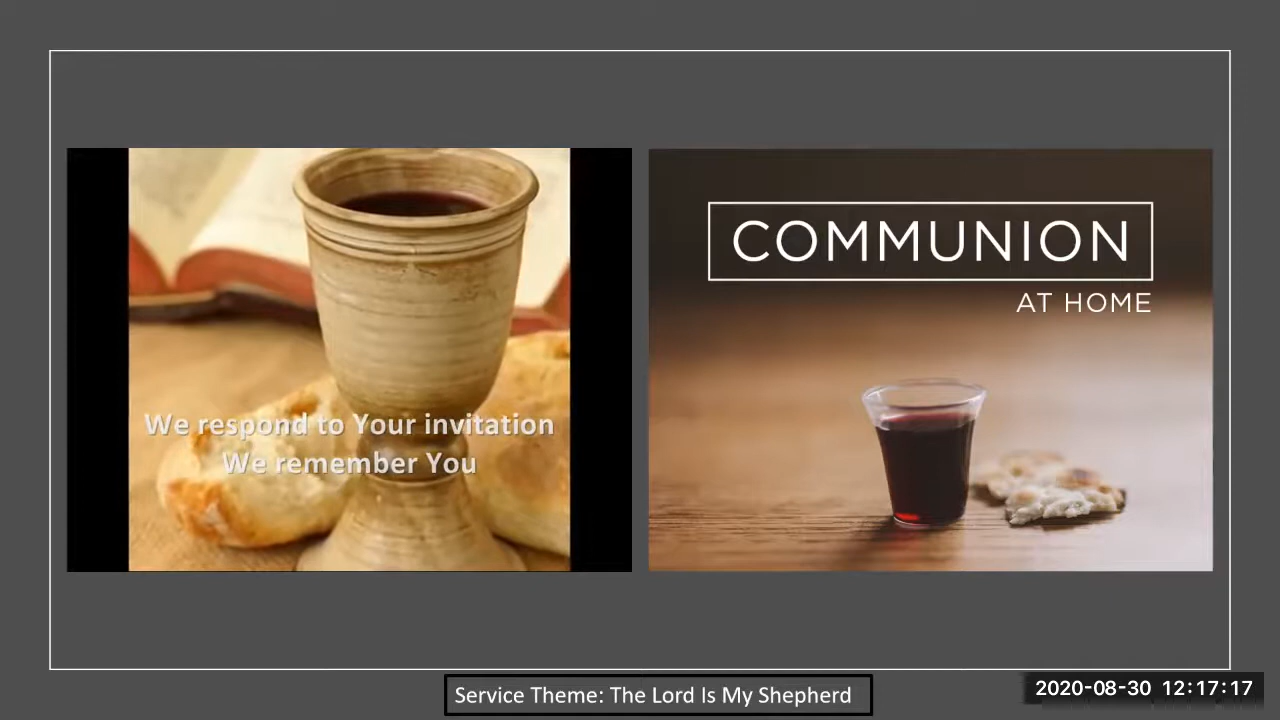 We respond to Your invitation
We remember You
COMMUNION
AT HOME
Service Theme: The Lord Is My Shepherd
2020-08-30 12:17:17